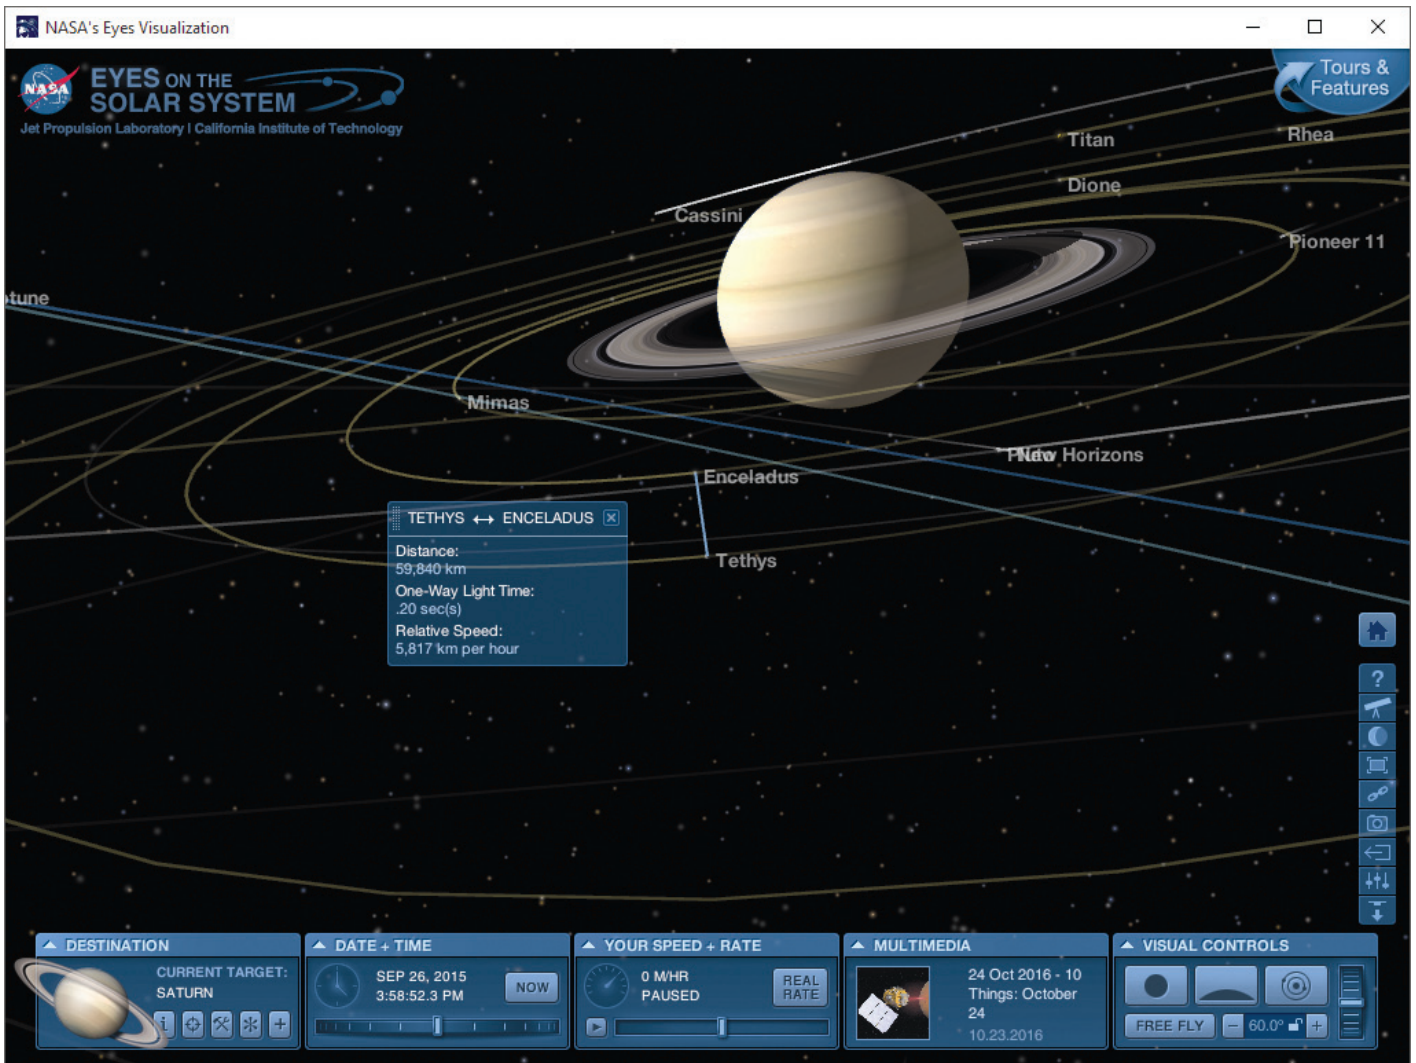 NASA's Eyes Visualization
NASA
EYES ON THE
SOLAR SYSTEM
Jet Propulsion Laboratory | California Institute of Technology
Tours &
Features
Titan
Rhea
Dione
Cassini
Pioneer 11
tune
Mimas
New Horizons
Enceladus
TETHYS ↔ ENCELADUS
Distance:
59,840 km
One-Way Light Time:
.20 sec(s)
Relative Speed:
5,817 km per hour
Tethys
?
DESTINATION
CURRENT TARGET:
SATURN
DATE + TIME
SEP 26, 2015
3:58:52.3 PM
NOW
YOUR SPEED + RATE
0 M/HR
PAUSED
REAL
RATE
MULTIMEDIA
24 Oct 2016 - 10
Things: October
24
10.23.2016
VISUAL CONTROLS
FREE FLY
60.0°